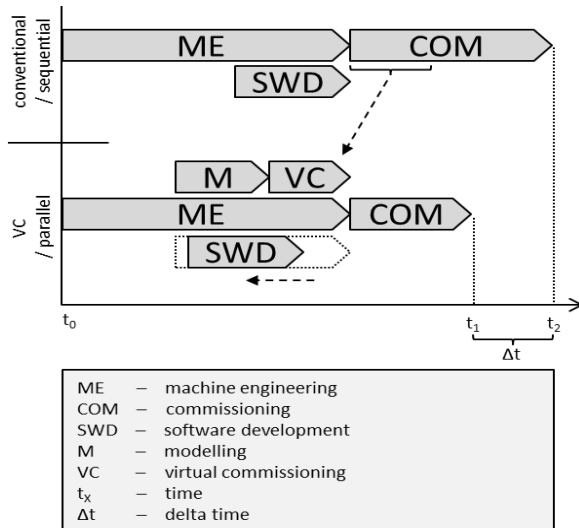 conventional
/ sequential
ME
COM
SWD
VC
/ parallel
M
VC
ME
COM
SWD
t₀
t₁
t₂
Δt
ME – machine engineering
COM – commissioning
SWD – software development
M – modelling
VC – virtual commissioning
tₓ – time
Δt – delta time